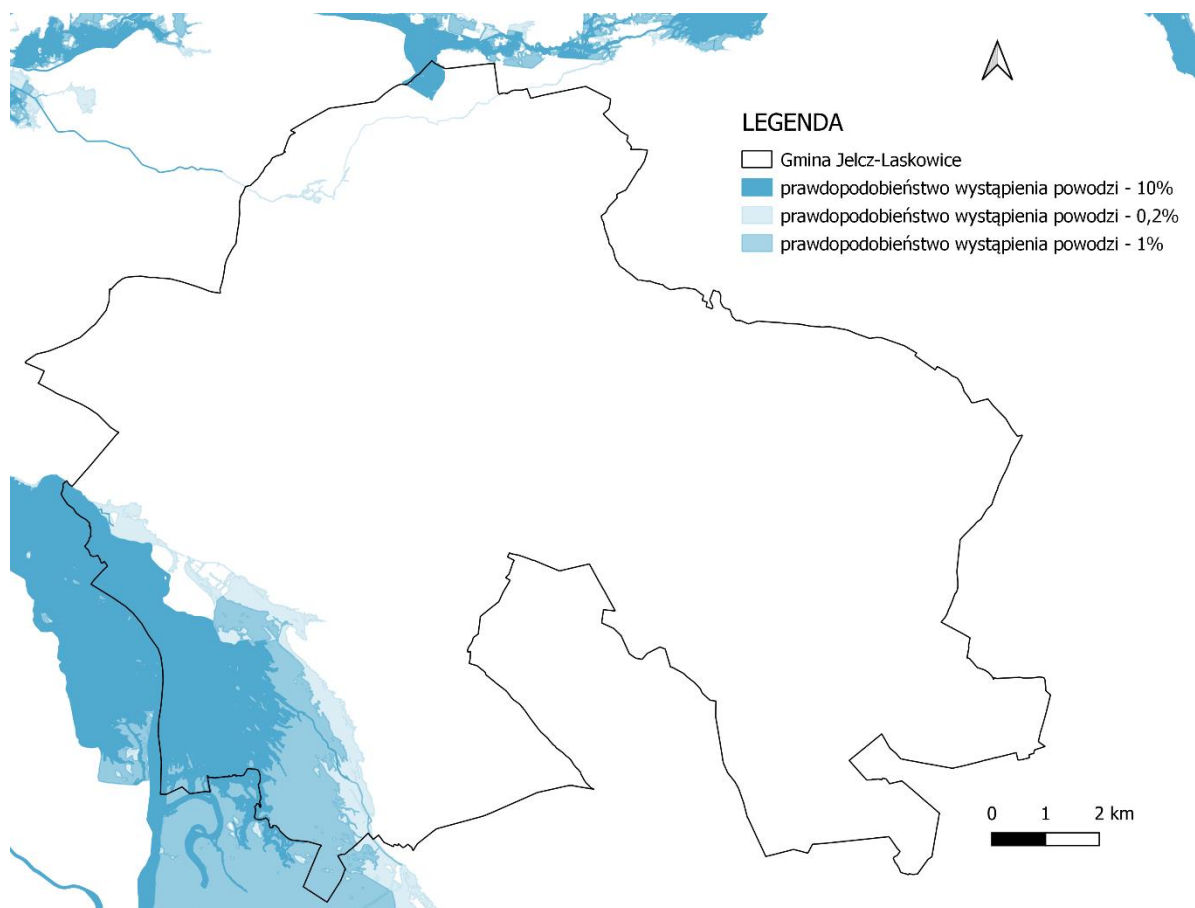 LEGENDA
Gmina Jelcz-Laskowice
prawdopodobieństwo wystąpienia powodzi - 10%
prawdopodobieństwo wystąpienia powodzi - 0,2%
prawdopodobieństwo wystąpienia powodzi - 1%
0 1 2 km